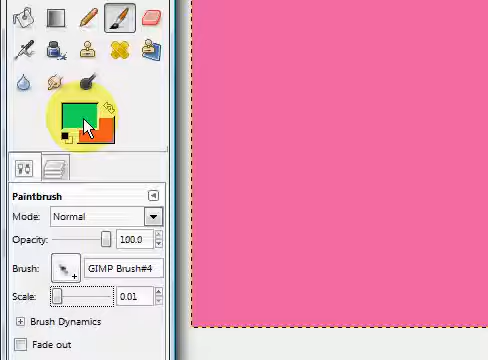 Paintbrush
Mode: Normal
Opacity: 100.0
Brush: GIMP Brush#4
Scale: 0.01
Brush Dynamics
Fade out